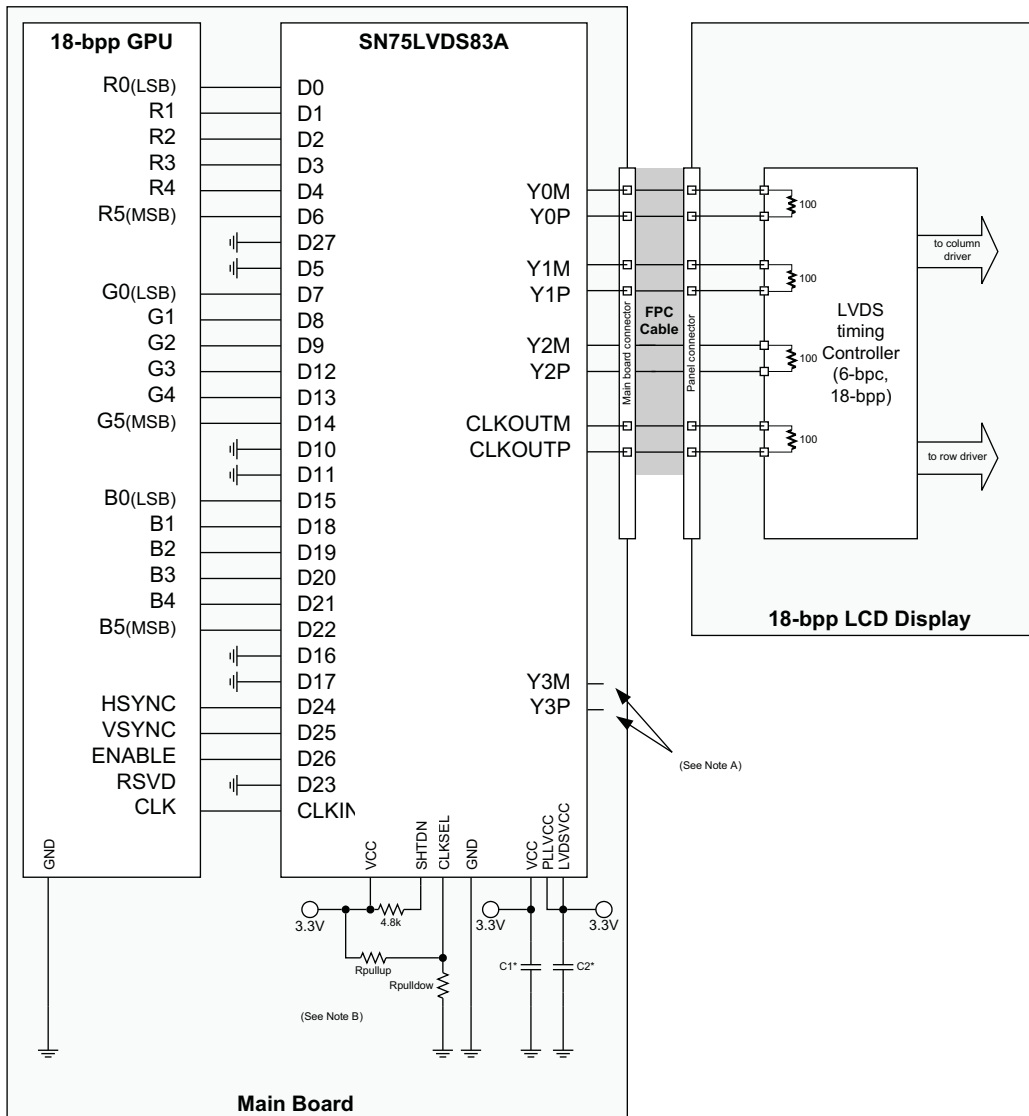 18-bpp GPU
SN75LVDS83A
R0(LSB)
R1
R2
R3
R4
R5(MSB)
G0(LSB)
G1
G2
G3
G4
G5(MSB)
B0(LSB)
B1
B2
B3
B4
B5(MSB)
HSYNC
VSYNC
ENABLE
RSVD
CLK
GND
D0
D1
D2
D3
D4
D6
D27
D5
D7
D8
D9
D12
D13
D14
D10
D11
D15
D18
D19
D20
D21
D22
D16
D17
D24
D25
D26
D23
CLKIN
Y0M
Y0P
Y1M
Y1P
Y2M
Y2P
CLKOUTM
CLKOUTP
Y3M
Y3P
(See Note A)
VCC
SHTDN
CLKSEL
GND
VCC
PLLVCC
LVDSVCC
3.3V
4.8k
Rpullup
Rpulldow
(See Note B)
3.3V
3.3V
C1*
C2*
Main Board
Main board connector
FPC
Cable
Panel connector
100
100
100
100
LVDS
timing
Controller
(6-bpc,
18-bpp)
to column
driver
to row driver
18-bpp LCD Display